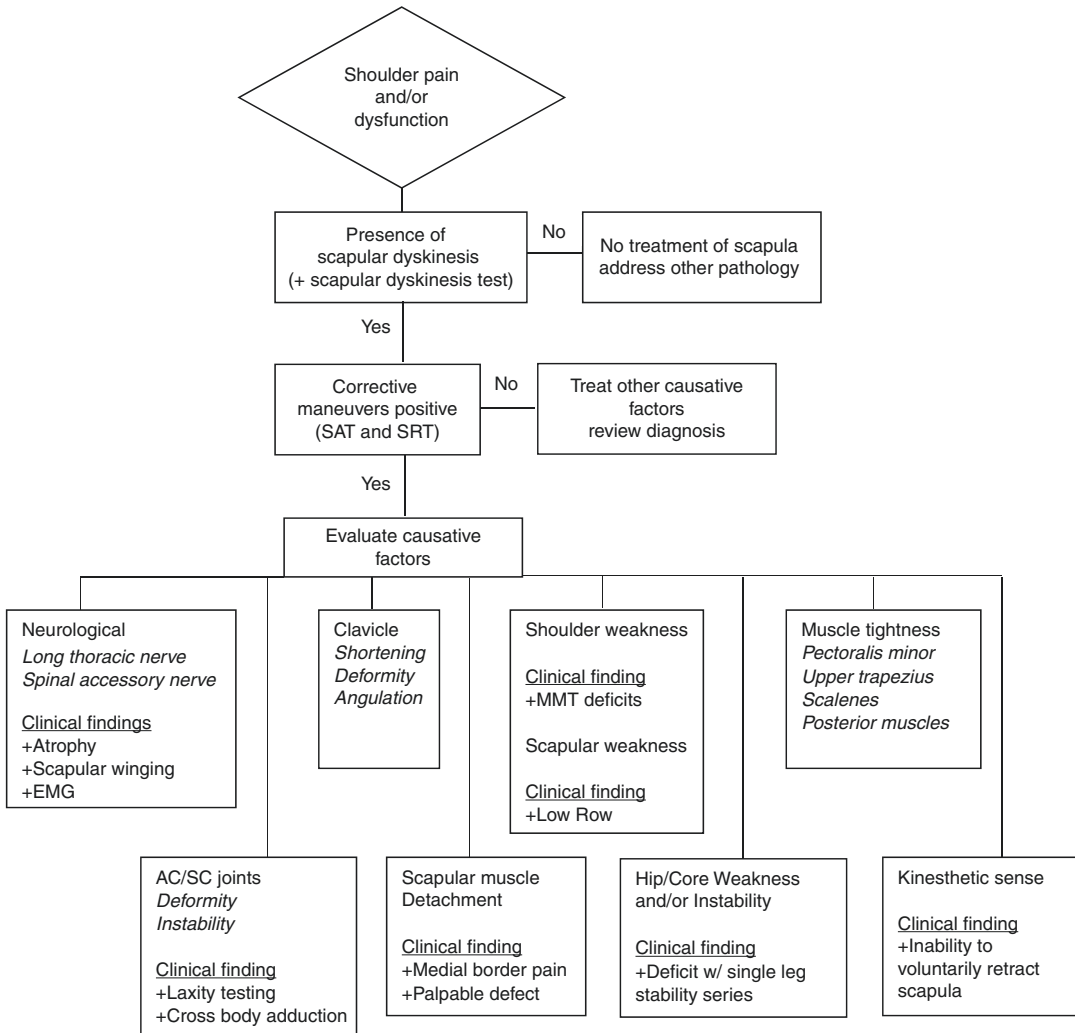 Shoulder pain
and/or
dysfunction
Presence of
scapular dyskinesis
(+ scapular dyskinesis test)
No
No treatment of scapula
address other pathology
Yes
Corrective
maneuvers positive
(SAT and SRT)
No
Treat other causative
factors
review diagnosis
Yes
Evaluate causative
factors
Neurological
Long thoracic nerve
Spinal accessory nerve
Clinical findings
+Atrophy
+Scapular winging
+EMG
Clavicle
Shortening
Deformity
Angulation
Shoulder weakness
Clinical finding
+MMT deficits
Scapular weakness
Clinical finding
+Low Row
Muscle tightness
Pectoralis minor
Upper trapezius
Scalenes
Posterior muscles
AC/SC joints
Deformity
Instability
Clinical finding
+Laxity testing
+Cross body adduction
Scapular muscle
Detachment
Clinical finding
+Medial border pain
+Palpable defect
Hip/Core Weakness
and/or Instability
Clinical finding
+Deficit w/ single leg
stability series
Kinesthetic sense
Clinical finding
+Inability to
voluntarily retract
scapula